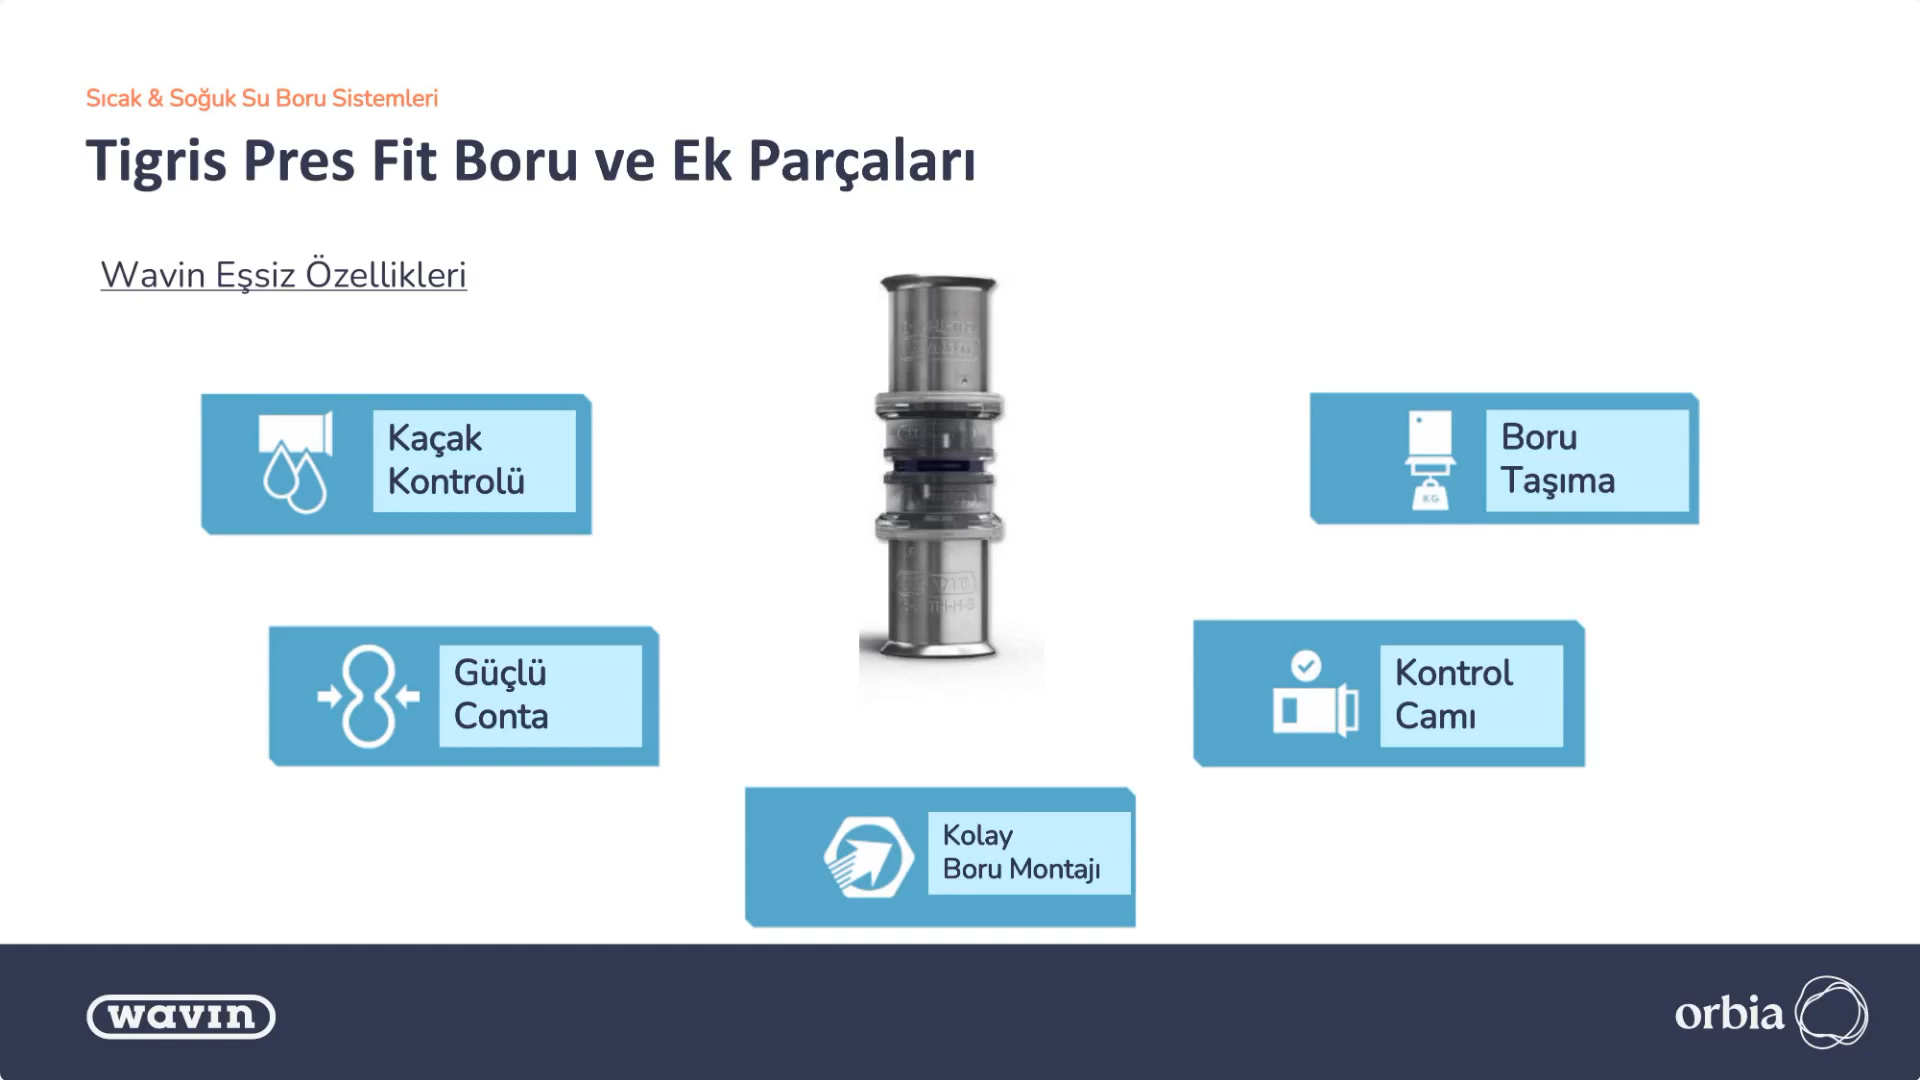 Sıcak & Soğuk Su Boru Sistemleri
Tigris Pres Fit Boru ve Ek Parçaları
Wavin Eşsiz Özellikleri
Kaçak
Kontrolü
Boru
Taşıma
KG
Güçlü
Conta
Kontrol
Camı
Kolay
Boru Montajı
wavin
orbia